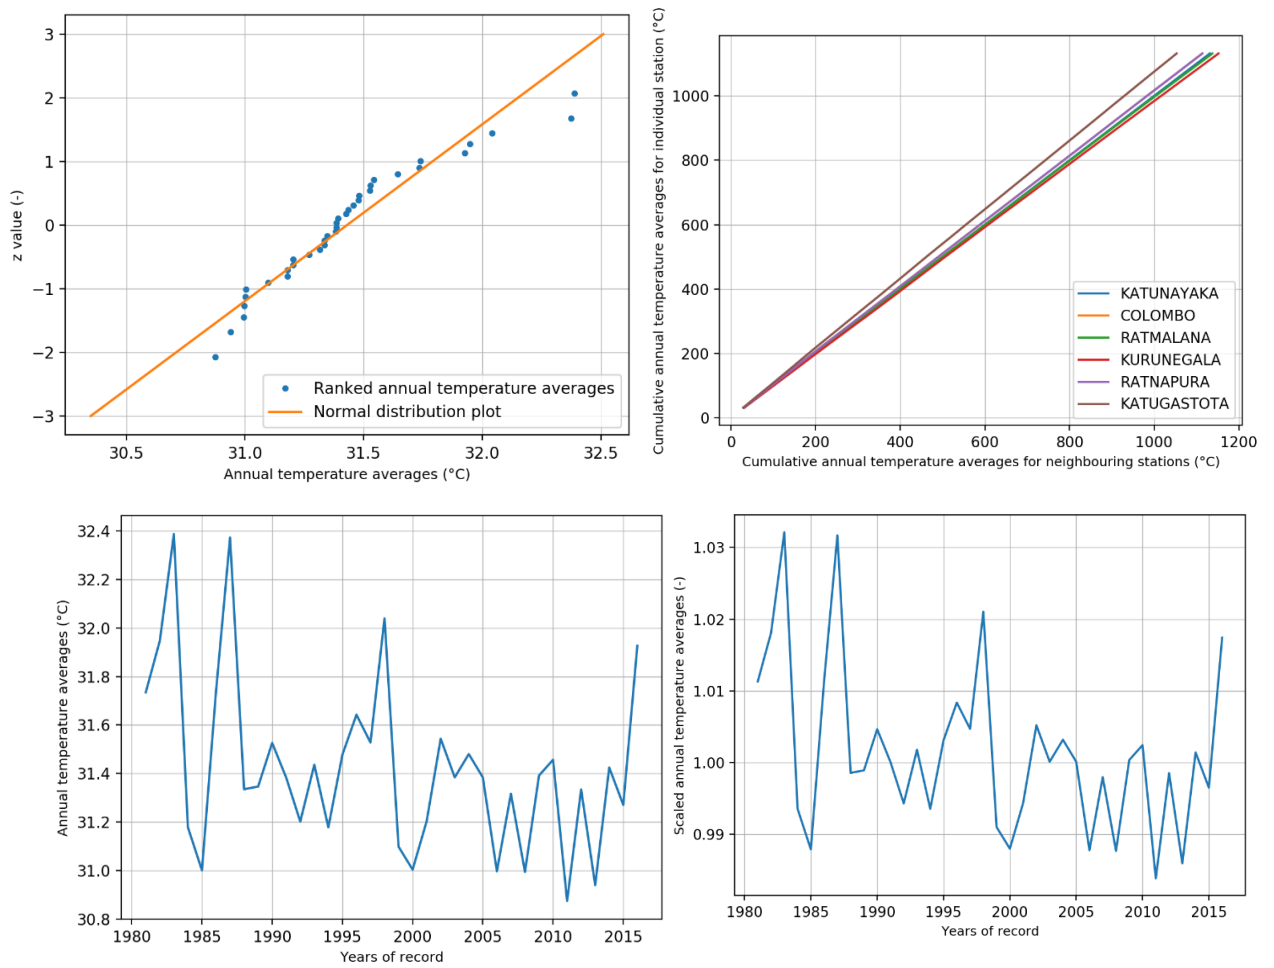 3
2
1
0
−1
−2
−3
z value (-)
30.5 31.0 31.5 32.0 32.5
Annual temperature averages (°C)
Ranked annual temperature averages
Normal distribution plot
Cumulative annual temperature averages for individual station (°C)
1000
800
600
400
200
0
0 200 400 600 800 1000 1200
Cumulative annual temperature averages for neighbouring stations (°C)
KATUNAYAKA
COLOMBO
RATMALANA
KURUNEGALA
RATNAPURA
KATUGASTOTA
Annual temperature averages (°C)
32.4
32.2
32.0
31.8
31.6
31.4
31.2
31.0
30.8
1980 1985 1990 1995 2000 2005 2010 2015
Years of record
Scaled annual temperature averages (-)
1.03
1.02
1.01
1.00
0.99
1980 1985 1990 1995 2000 2005 2010 2015
Years of record